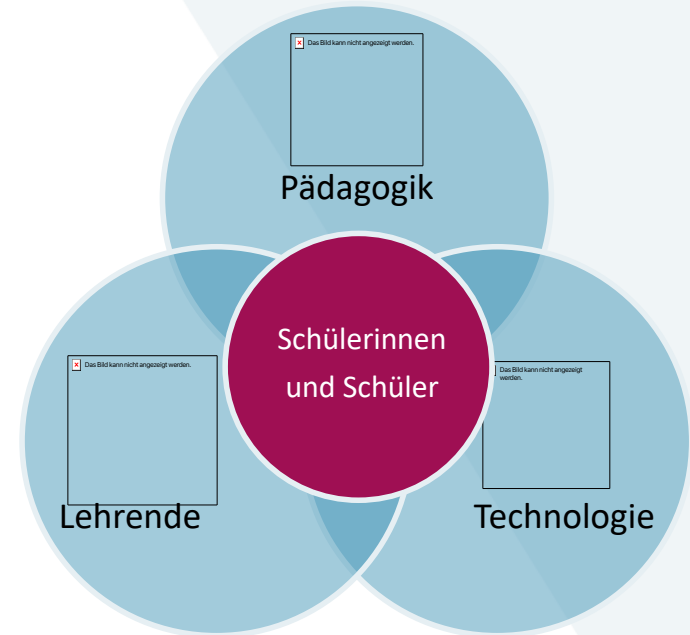 Das Bild kann nicht angezeigt werden.
Pädagogik
Schülerinnen
und Schüler
Das Bild kann nicht angezeigt werden.
Lehrende
Das Bild kann nicht angezeigt
werden.
Technologie